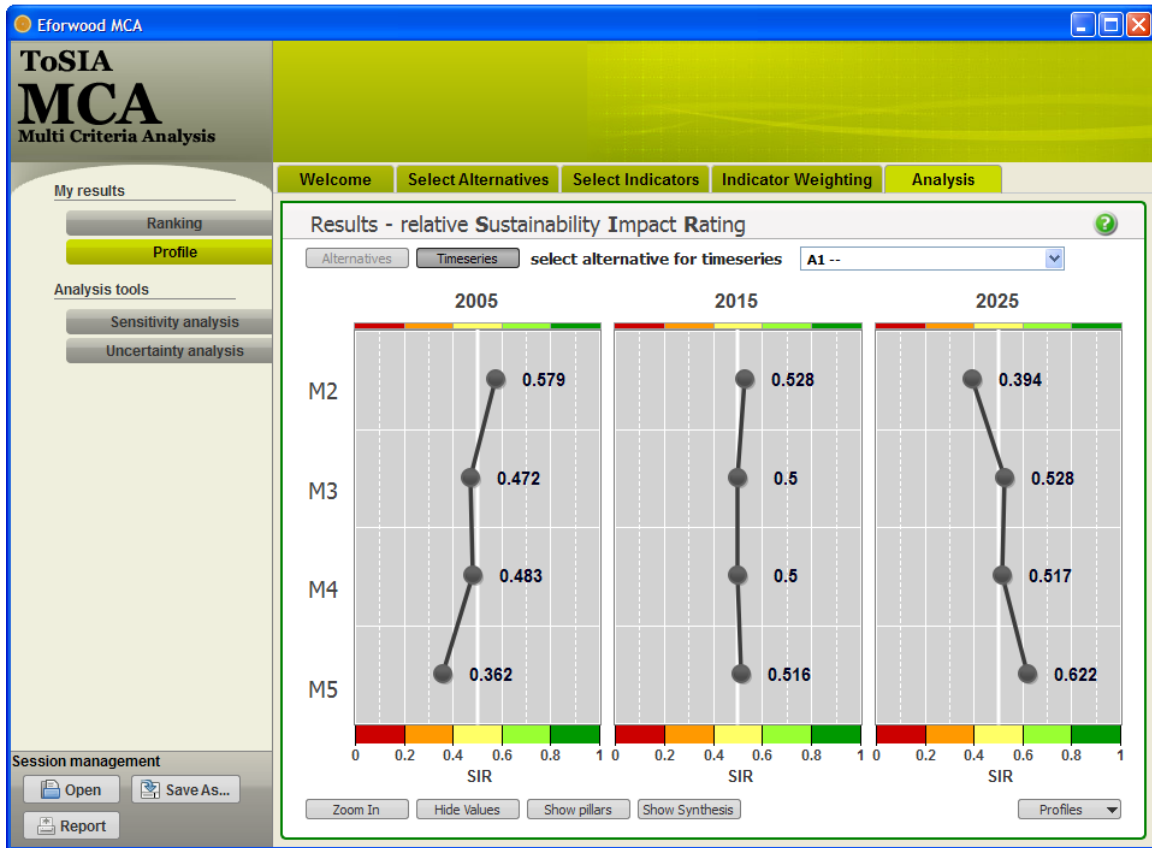 Eforwood MCA
ToSIA
MCA
Multi Criteria Analysis
My results
Ranking
Profile
Analysis tools
Sensitivity analysis
Uncertainty analysis
Session management
Open Save As...
Report
Welcome Select Alternatives Select Indicators Indicator Weighting Analysis
Results - relative Sustainability Impact Rating
?
Alternatives Timeseries select alternative for timeseries A1 --
2005 2015 2025
M2 0.579 0.528 0.394
M3 0.472 0.5 0.528
M4 0.483 0.5 0.517
M5 0.362 0.516 0.622
0 0.2 0.4 0.6 0.8 1 0 0.2 0.4 0.6 0.8 1 0 0.2 0.4 0.6 0.8 1
SIR SIR SIR
Zoom In Hide Values Show pillars Show Synthesis Profiles